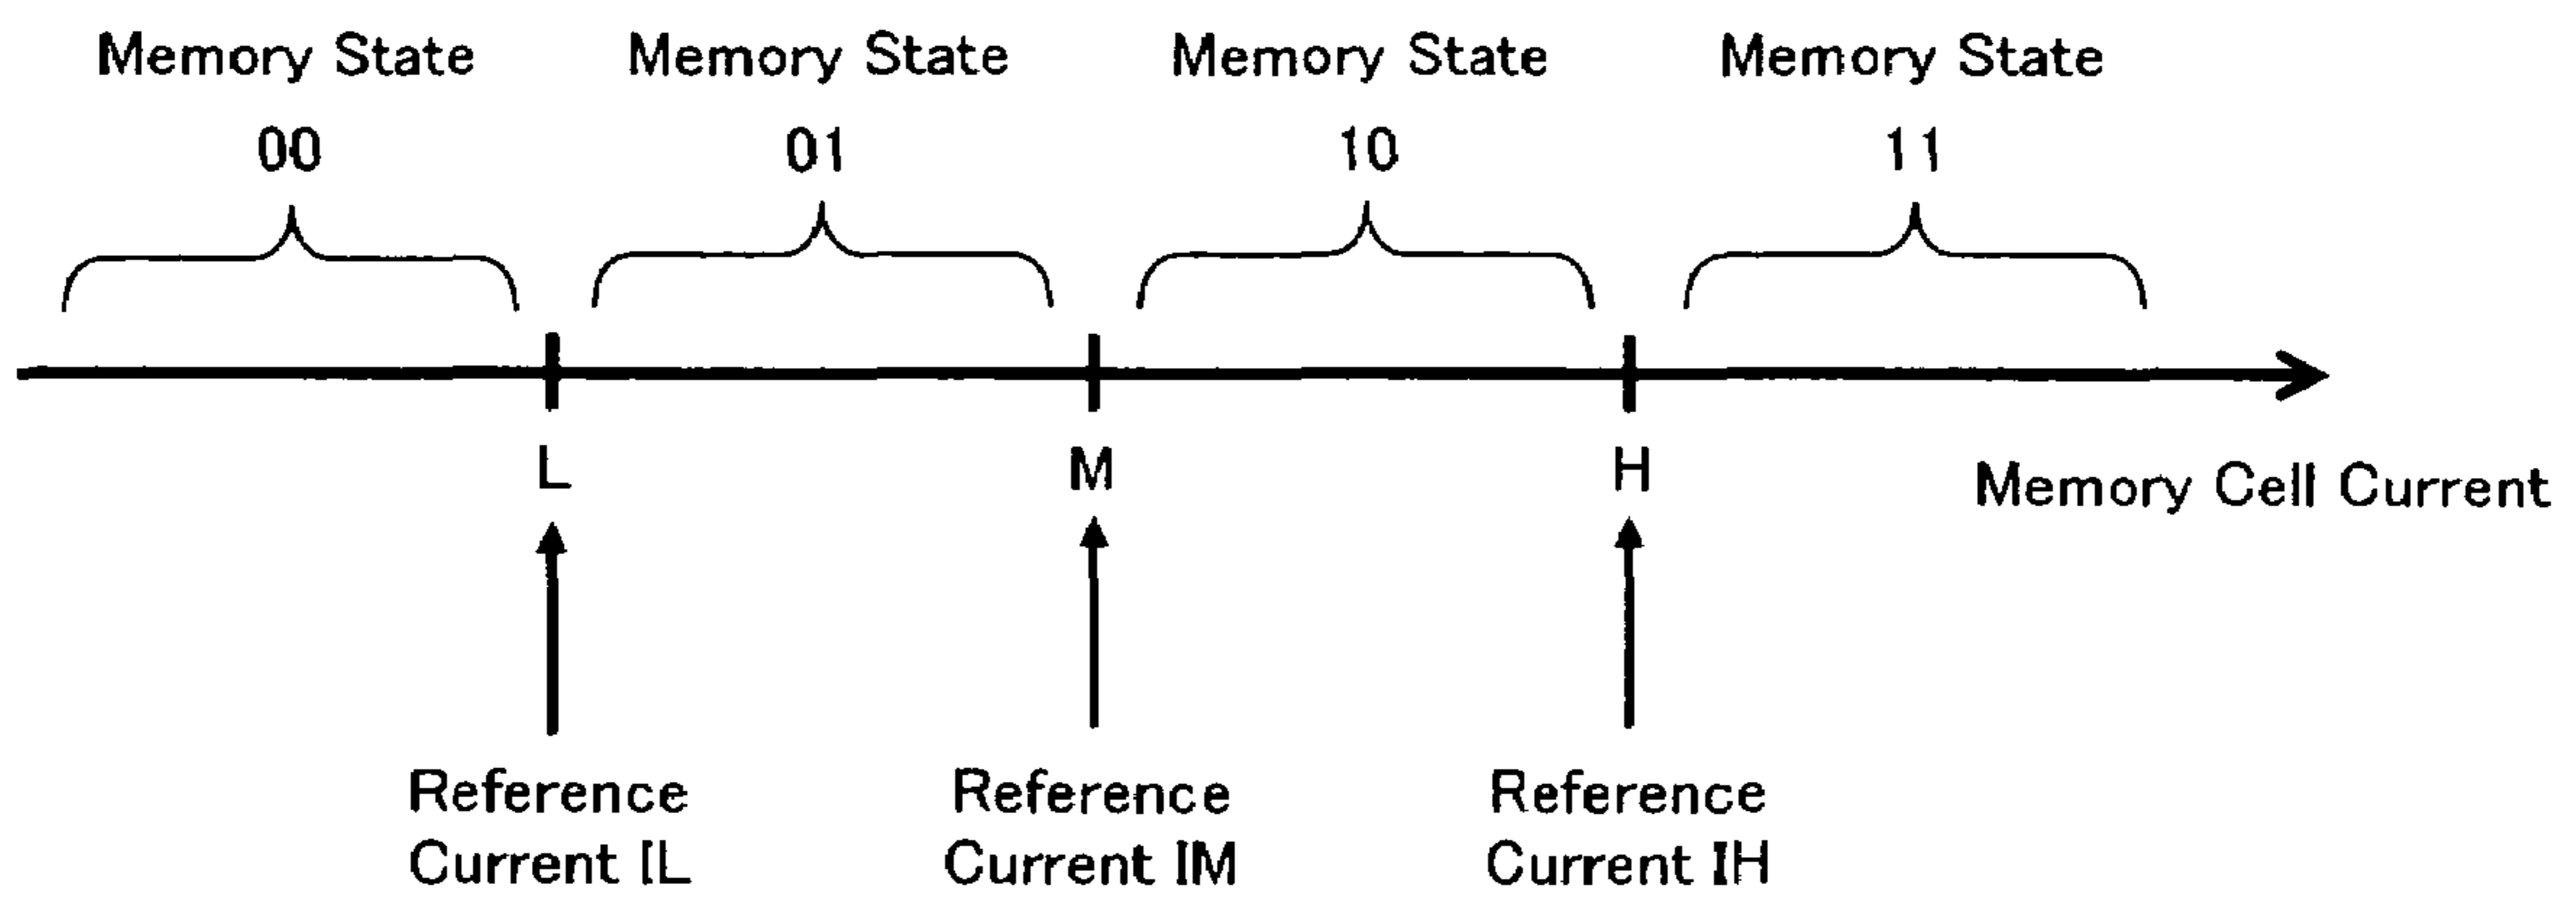 Memory State Memory State Memory State Memory State
00 01 10 11
L M H
Memory Cell Current
Reference Reference Reference
Current IL Current IM Current IH